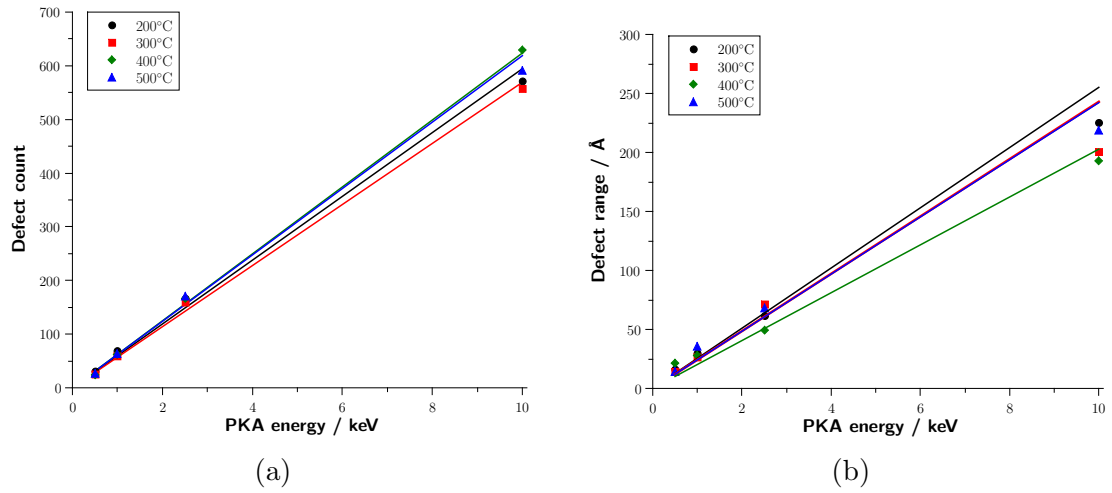 700
600
500
400
300
200
100
0
Defect count
200°C
300°C
400°C
500°C
0 2 4 6 8 10
PKA energy / keV
(a)
300
250
200
150
100
50
0
Defect range / Å
200°C
300°C
400°C
500°C
0 2 4 6 8 10
PKA energy / keV
(b)